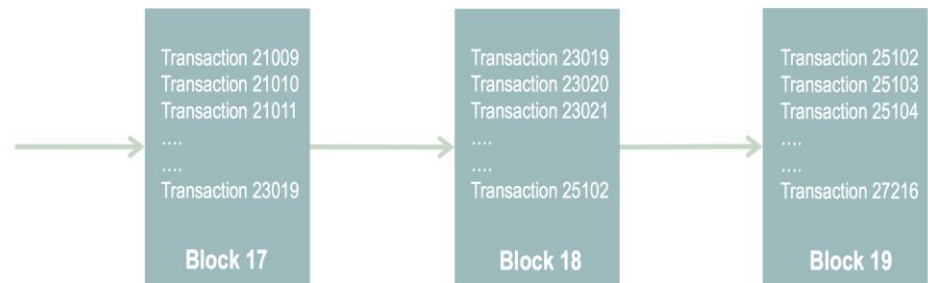 Transaction 21009
Transaction 21010
Transaction 21011
....
....
Transaction 23019
Block 17
Transaction 23019
Transaction 23020
Transaction 23021
....
....
Transaction 25102
Block 18
Transaction 25102
Transaction 25103
Transaction 25104
....
....
Transaction 27216
Block 19